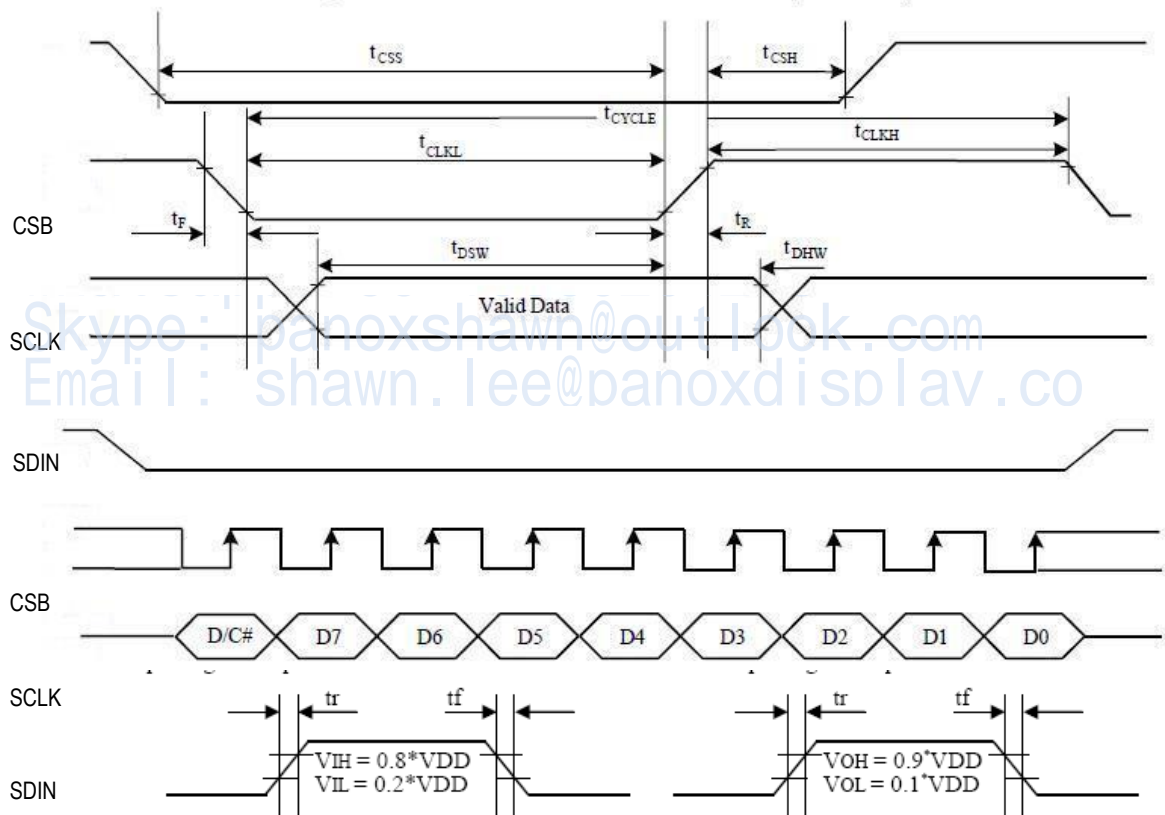 tCSS
tCSH
tCYCLE
tCLKL
tCLKH
CSB
tF
tR
tDSW
tDHW
Valid Data
Skype: panoxshawn@outlook.com
SCLK
Email: shawn.lee@panoxdisplay.co
SDIN
CSB
D/C# D7 D6 D5 D4 D3 D2 D1 D0
SCLK
tr tf tr tf
VIH = 0.8*VDD VOH = 0.9*VDD
VIL = 0.2*VDD VOL = 0.1*VDD
SDIN